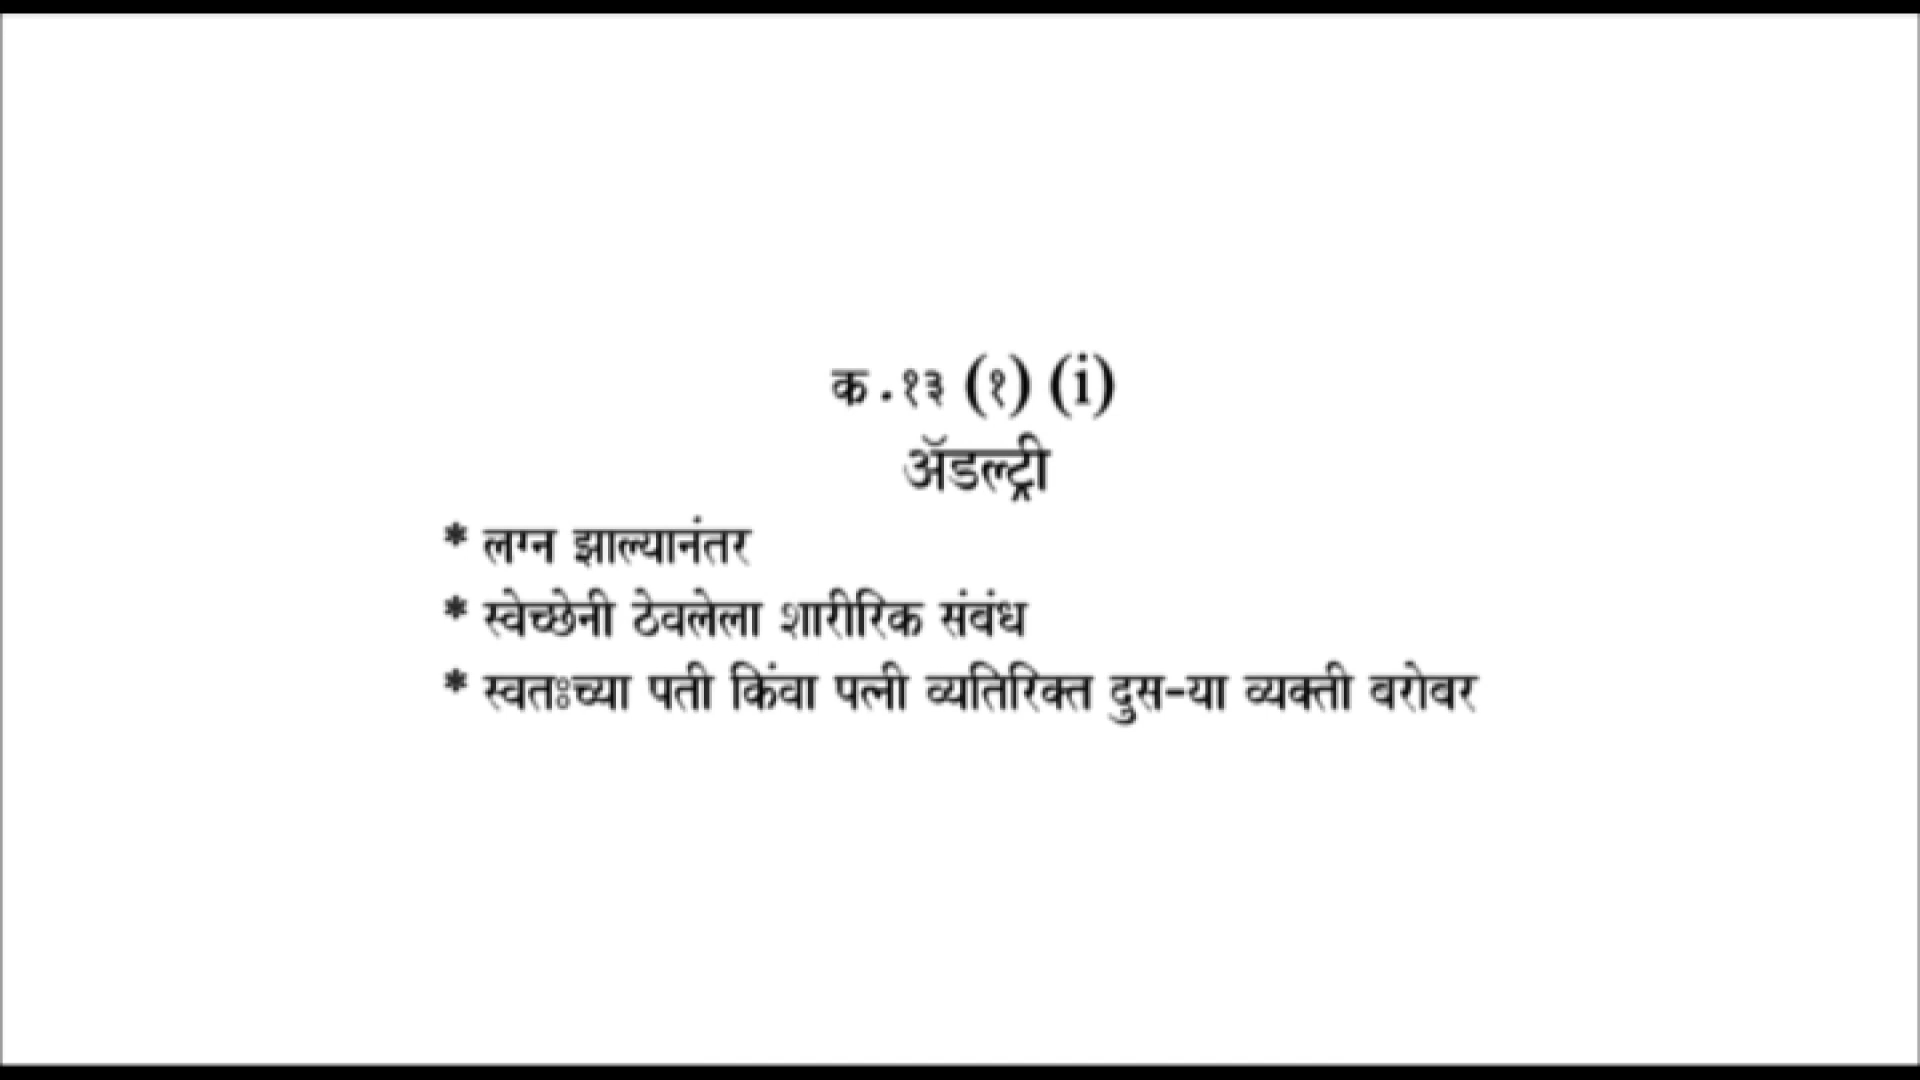 क.१३ (१) (i)
ॲडल्ट्री
* लग्न झाल्यानंतर
* स्वेच्छेनी ठेवलेला शारीरिक संबंध
* स्वतःच्या पती किंवा पत्नी व्यतिरिक्त दुस-या व्यक्ती बरोबर